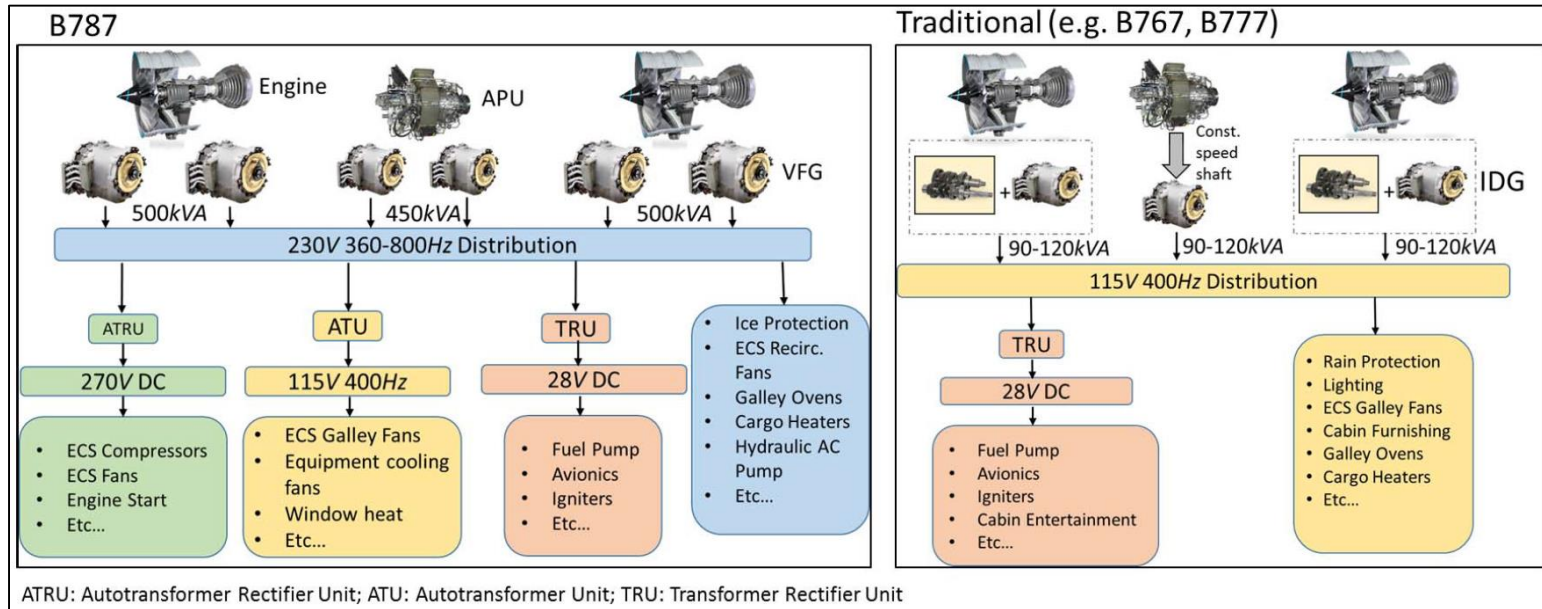 B787
Engine
APU
VFG
500kVA
450kVA
500kVA
230V 360-800Hz Distribution
ATRU
ATU
TRU
270V DC
115V 400Hz
28V DC
• ECS Compressors
• ECS Fans
• Engine Start
• Etc...
• ECS Galley Fans
• Equipment cooling
fans
• Window heat
• Etc...
• Fuel Pump
• Avionics
• Igniters
• Etc...
• Ice Protection
• ECS Recirc.
Fans
• Galley Ovens
• Cargo Heaters
• Hydraulic AC
Pump
• Etc...
Traditional (e.g. B767, B777)
Const.
speed
shaft
+
+
IDG
90-120kVA
90-120kVA
90-120kVA
115V 400Hz Distribution
TRU
28V DC
• Fuel Pump
• Avionics
• Igniters
• Cabin Entertainment
• Etc...
• Rain Protection
• Lighting
• ECS Galley Fans
• Cabin Furnishing
• Galley Ovens
• Cargo Heaters
• Etc...
ATRU: Autotransformer Rectifier Unit; ATU: Autotransformer Unit; TRU: Transformer Rectifier Unit